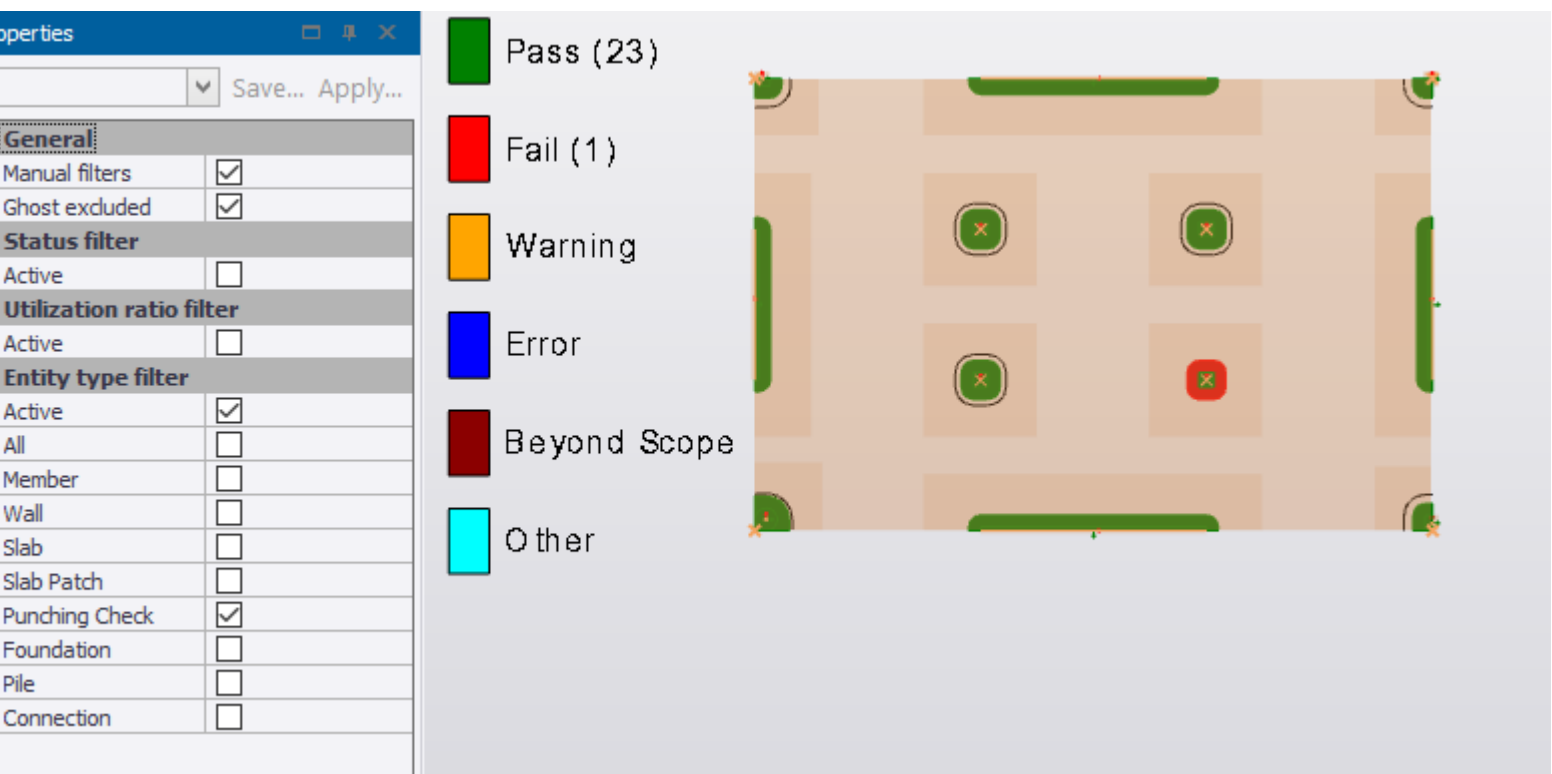 operties
Save... Apply...
General
Manual filters
Ghost excluded
Status filter
Active
Utilization ratio filter
Active
Entity type filter
Active
All
Member
Wall
Slab
Slab Patch
Punching Check
Foundation
Pile
Connection
Pass (23)
Fail (1)
Warning
Error
Beyond Scope
Other